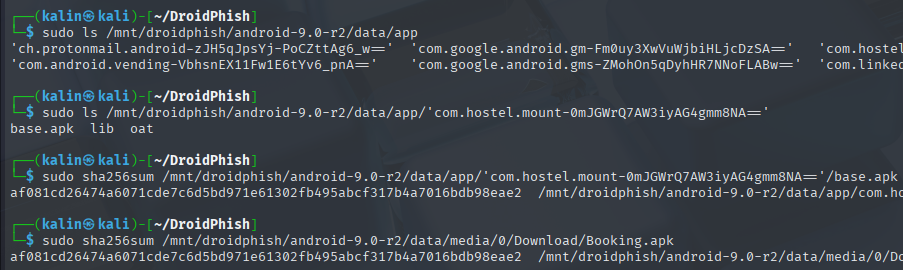 ┌──(kalin㉿kali)-[~/DroidPhish]
└─$ sudo ls /mnt/droidphish/android-9.0-r2/data/app
'ch.protonmail.android-zJH5qJpsYj-PoCZttAg6_w==' 'com.google.android.gm-Fm0uy3XwVuWjbiHLjcDzSA==' 'com.hostel
'com.android.vending-VbhsnEX11Fw1E6tYv6_pnA==' 'com.google.android.gms-ZMohOn5qDyhHR7NNoFLABw==' 'com.linked
┌──(kalin㉿kali)-[~/DroidPhish]
└─$ sudo ls /mnt/droidphish/android-9.0-r2/data/app/'com.hostel.mount-0mJGWrQ7AW3iyAG4gmm8NA=='
base.apk lib oat
┌──(kalin㉿kali)-[~/DroidPhish]
└─$ sudo sha256sum /mnt/droidphish/android-9.0-r2/data/app/'com.hostel.mount-0mJGWrQ7AW3iyAG4gmm8NA=='/base.apk
af081cd26474a6071cde7c6d5bd971e61302fb495abcf317b4a7016bdb98eae2 /mnt/droidphish/android-9.0-r2/data/app/com.ho
┌──(kalin㉿kali)-[~/DroidPhish]
└─$ sudo sha256sum /mnt/droidphish/android-9.0-r2/data/media/0/Download/Booking.apk
af081cd26474a6071cde7c6d5bd971e61302fb495abcf317b4a7016bdb98eae2 /mnt/droidphish/android-9.0-r2/data/media/0/Do